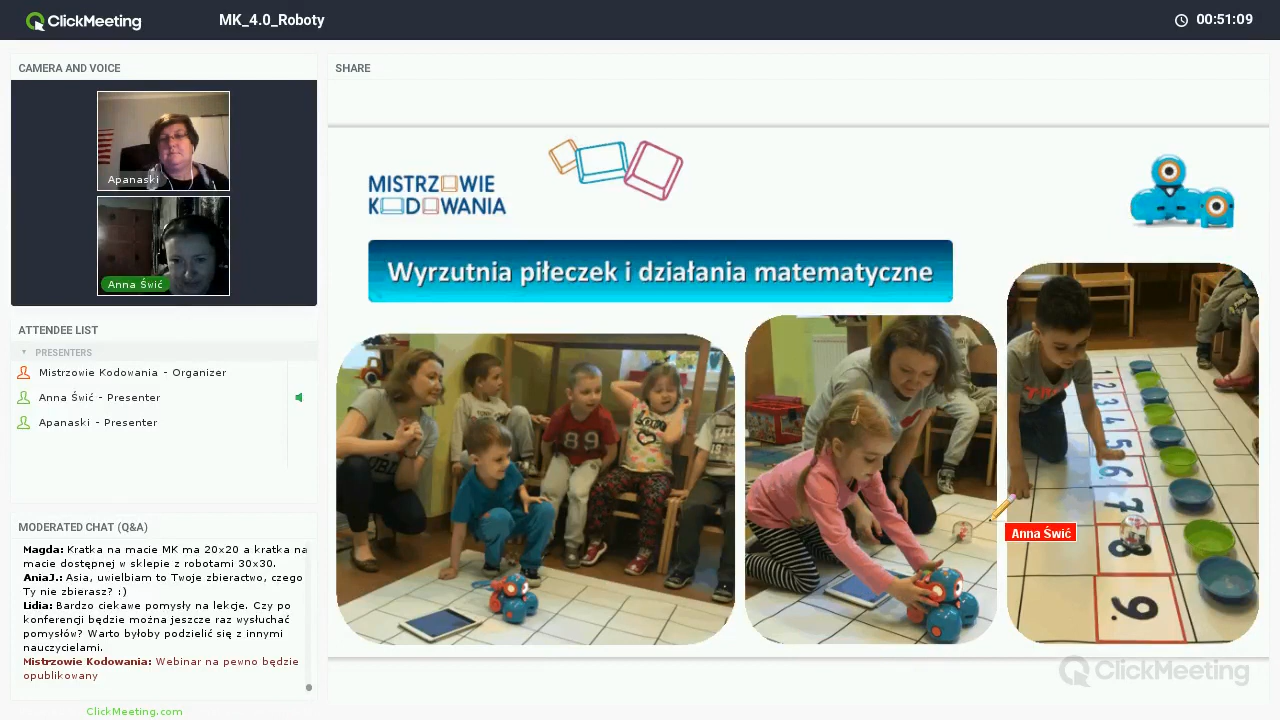 ClickMeeting
MK_4.0_Roboty
00:51:09
CAMERA AND VOICE
Apanaski
Anna Świć
ATTENDEE LIST
PRESENTERS
Mistrzowie Kodowania - Organizer
Anna Świć - Presenter
Apanaski - Presenter
MODERATED CHAT (Q&A)
Magda: Kratka na macie MK ma 20x20 a kratka na
macie dostępnej w sklepie z robotami 30x30.
AniaJ.: Asia, uwielbiam to Twoje zbieractwo, czego
Ty nie zbierasz? :)
Lidia: Bardzo ciekawe pomysły na lekcje. Czy po
konferengi będzie można jeszcze raz wysłuchać
pomysłów? Warto byłoby podzielić się z innymi
nauczycielami.
Mistrzowie Kodowania: Webinar na pewno będzie
opublikowany
ClickMeeting.com
SHARE
MISTRZOWIE
KODOWANIA
Wyrzutnia piłeczek i działania matematyczne
89
1
2
3
4
5
6
7
8
9
Anna Świć
ClickMeeting